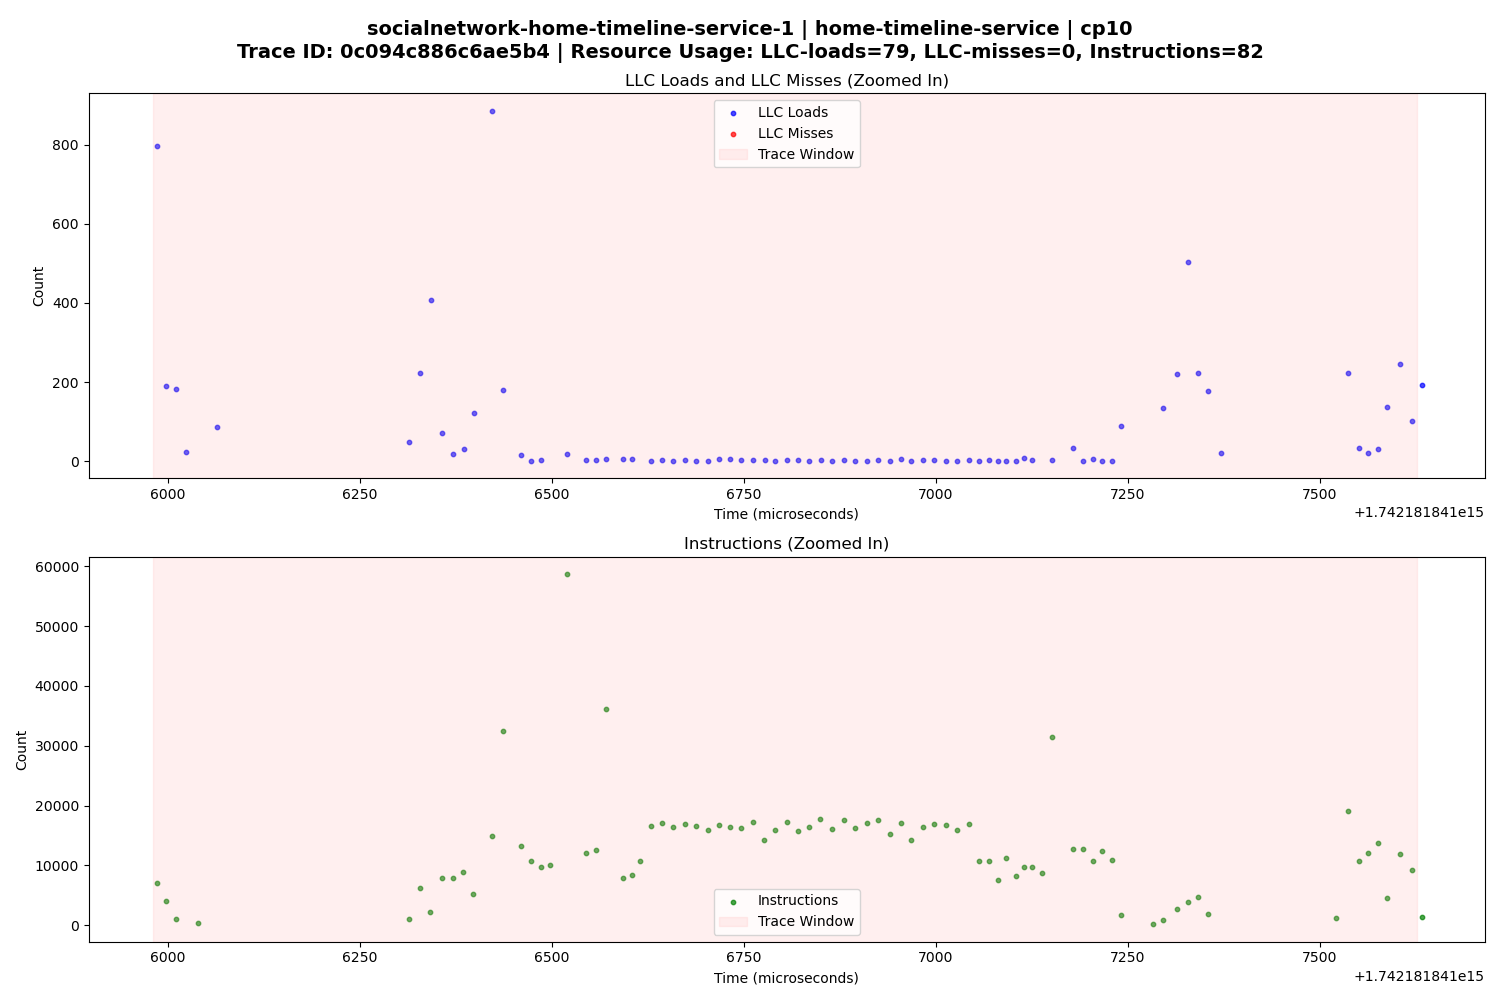 socialnetwork-home-timeline-service-1 | home-timeline-service | cp10
Trace ID: 0c094c886c6ae5b4 | Resource Usage: LLC-loads=79, LLC-misses=0, Instructions=82
LLC Loads and LLC Misses (Zoomed In)
LLC Loads
LLC Misses
Trace Window
800
600
400
200
0
Count
6000 6250 6500 6750 7000 7250 7500
Time (microseconds)
+1.742181841e15
Instructions (Zoomed In)
60000
50000
40000
30000
20000
10000
0
Count
Instructions
Trace Window
6000 6250 6500 6750 7000 7250 7500
Time (microseconds)
+1.742181841e15